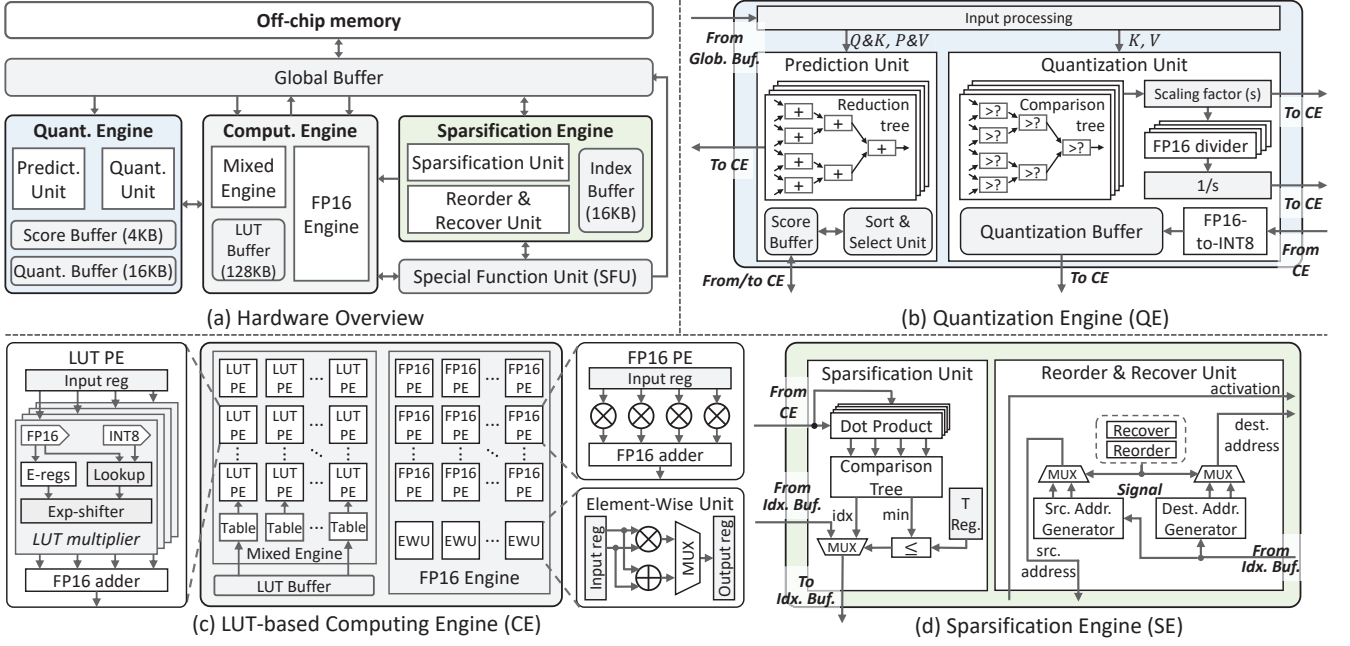 Off-chip memory
Global Buffer
Quant. Engine
Predict.
Unit
Quant.
Unit
Score Buffer (4KB)
Quant. Buffer (16KB)
Comput. Engine
Mixed
Engine
LUT
Buffer
(128KB)
FP16
Engine
Sparsification Engine
Sparsification Unit
Reorder &
Recover Unit
Index
Buffer
(16KB)
Special Function Unit (SFU)
(a) Hardware Overview
Input processing
From
Glob. Buf.
Q&K, P&V
K, V
Prediction Unit
Reduction
tree
+
+
+
+
+
+
+
To CE
Score
Buffer
Sort &
Select Unit
From/to CE
Quantization Unit
Comparison
tree
>?
>?
>?
>?
>?
>?
>?
Scaling factor (s)
To CE
FP16 divider
1/s
To CE
Quantization Buffer
FP16-
to-INT8
From
CE
To CE
(b) Quantization Engine (QE)
LUT PE
Input reg
FP16
INT8
E-regs
Lookup
Exp-shifter
LUT multiplier
FP16 adder
LUT
PE
LUT
PE
...
LUT
PE
LUT
PE
LUT
PE
...
LUT
PE
LUT
PE
LUT
PE
...
LUT
PE
Table
Table
...
Table
Mixed Engine
LUT Buffer
FP16
PE
FP16
PE
...
FP16
PE
FP16
PE
FP16
PE
...
FP16
PE
FP16
PE
FP16
PE
...
FP16
PE
EWU
EWU
...
EWU
FP16 Engine
FP16 PE
Input reg
FP16 adder
Element-Wise Unit
Input reg
MUX
Output reg
(c) LUT-based Computing Engine (CE)
Sparsification Unit
From
CE
Dot Product
Comparison
Tree
From
Idx. Buf.
idx
min
T
Reg.
MUX
≤
To
Idx. Buf.
Reorder & Recover Unit
activation
Recover
Reorder
dest.
address
MUX
MUX
Signal
Src. Addr.
Generator
Dest. Addr.
Generator
src.
address
From
Idx. Buf.
(d) Sparsification Engine (SE)